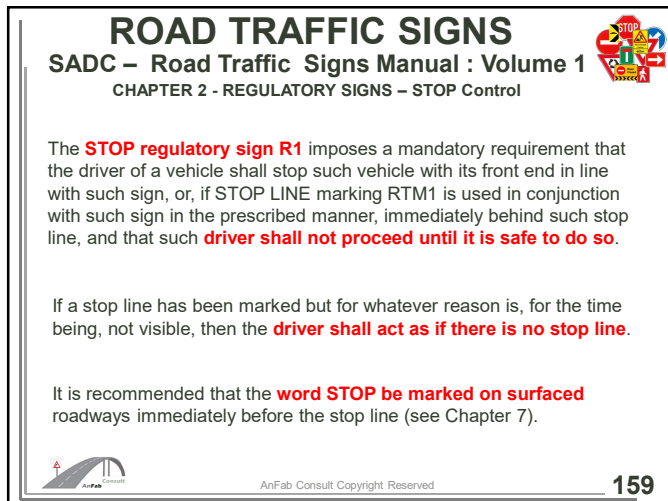 ROAD TRAFFIC SIGNS
SADC – Road Traffic Signs Manual : Volume 1
CHAPTER 2 - REGULATORY SIGNS – STOP Control
STOP
The STOP regulatory sign R1 imposes a mandatory requirement that
the driver of a vehicle shall stop such vehicle with its front end in line
with such sign, or, if STOP LINE marking RTM1 is used in conjunction
with such sign in the prescribed manner, immediately behind such stop
line, and that such driver shall not proceed until it is safe to do so.
If a stop line has been marked but for whatever reason is, for the time
being, not visible, then the driver shall act as if there is no stop line.
It is recommended that the word STOP be marked on surfaced
roadways immediately before the stop line (see Chapter 7).
AnFab Consult
AnFab Consult Copyright Reserved
159